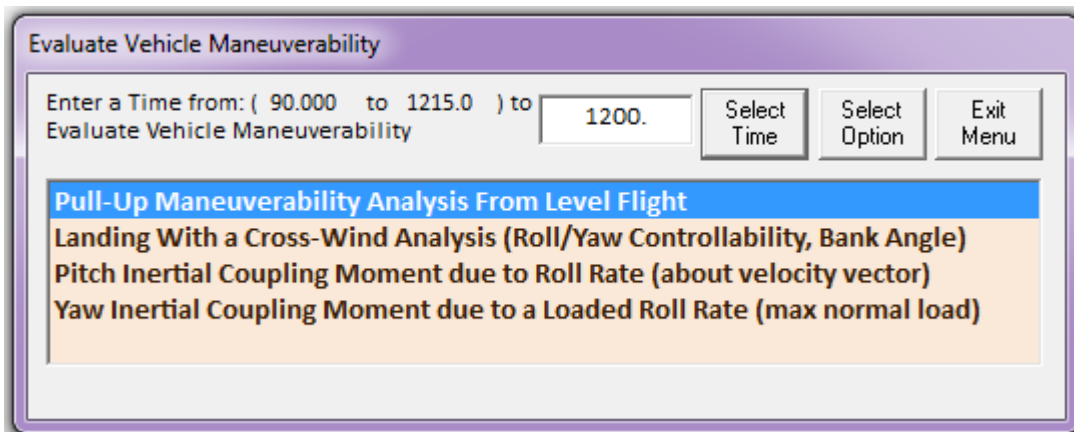 Evaluate Vehicle Maneuverability
Enter a Time from: ( 90.000 to 1215.0 ) to
Evaluate Vehicle Maneuverability
1200.
Select
Time
Select
Option
Exit
Menu
Pull-Up Maneuverability Analysis From Level Flight
Landing With a Cross-Wind Analysis (Roll/Yaw Controllability, Bank Angle)
Pitch Inertial Coupling Moment due to Roll Rate (about velocity vector)
Yaw Inertial Coupling Moment due to a Loaded Roll Rate (max normal load)